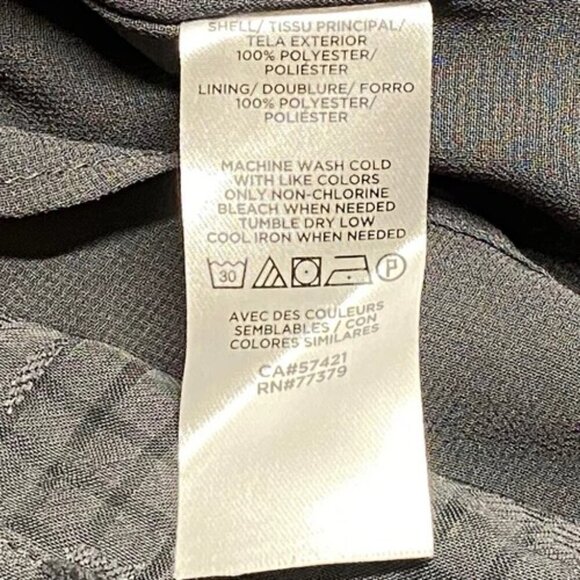 SHELL/ TISSU PRINCIPAL/
TELA EXTERIOR
100% POLYESTER/
POLIÉSTER
LINING/ DOUBLURE/ FORRO
100% POLYESTER/
POLIÉSTER
MACHINE WASH COLD
WITH LIKE COLORS
ONLY NON-CHLORINE
BLEACH WHEN NEEDED
TUMBLE DRY LOW
COOL IRON WHEN NEEDED
30 P
AVEC DES COULEURS
SEMBLABLES / CON
COLORES SIMILARES
CA#57421
RN#77379